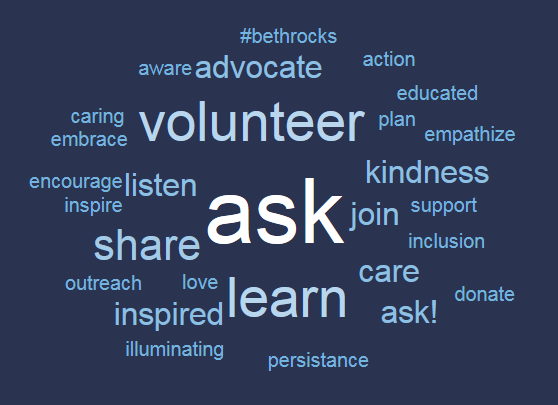 #bethrocks
action
aware advocate
educated
caring volunteer plan
embrace empathize
kindness
encourage listen
inspire ask join support
share inclusion
care
outreach love learn donate
inspired ask!
illuminating
persistance